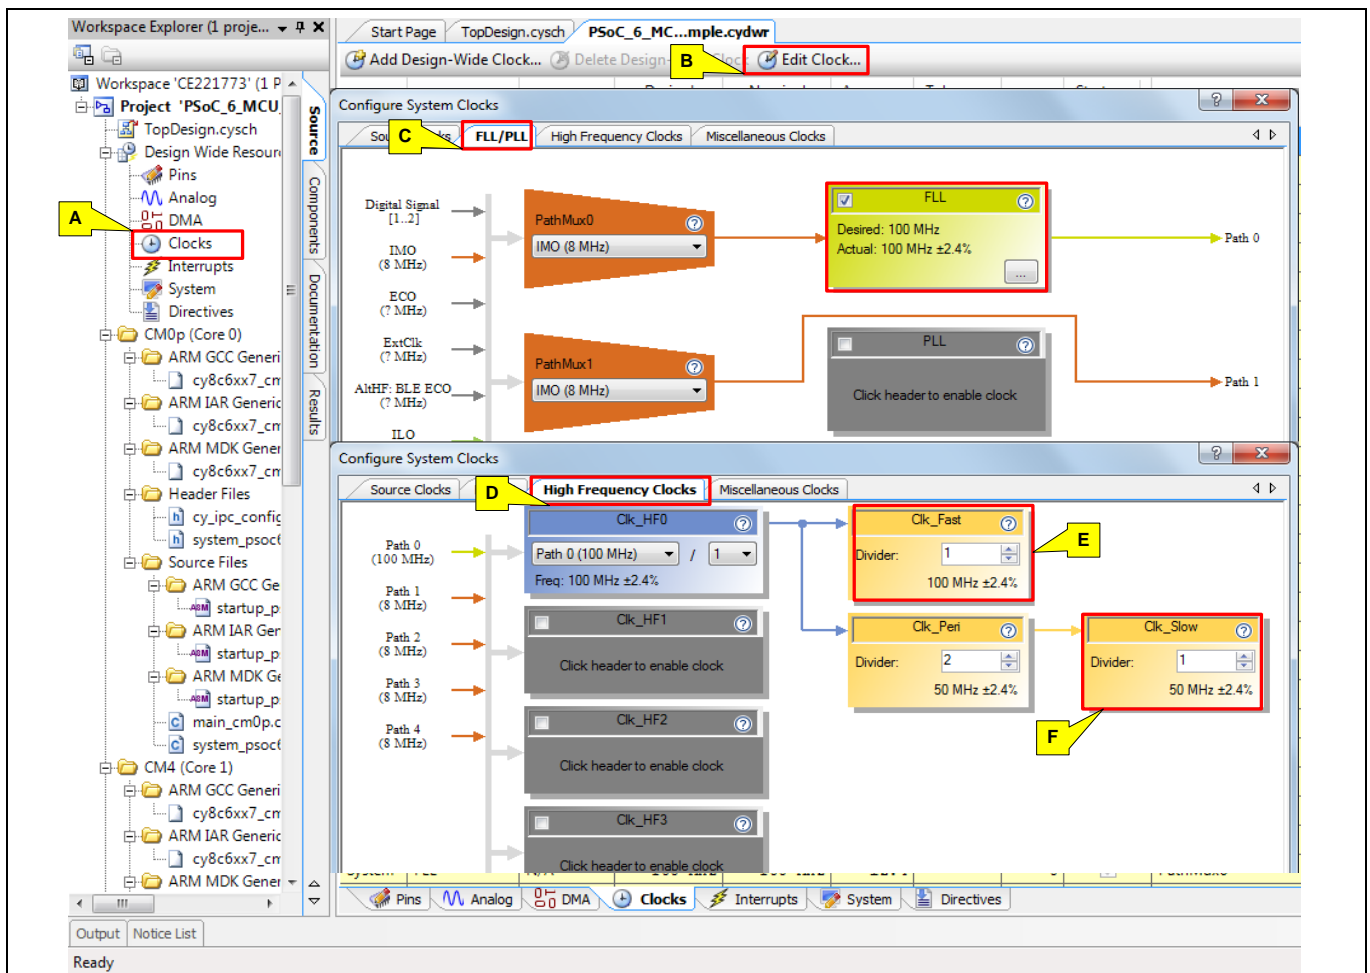 Workspace Explorer (1 proje...
Start Page
TopDesign.cysch
PSoC_6_MC...mple.cydwr
Add Design-Wide Clock...
Delete Design-
Clock
B
Edit Clock...
Workspace 'CE221773' (1 P
Project 'PSoC_6_MCU_
TopDesign.cysch
Design Wide Resour
Pins
Analog
DMA
A
Clocks
Interrupts
System
Directives
CM0p (Core 0)
ARM GCC Generi
cy8c6xx7_cm
ARM IAR Generic
cy8c6xx7_cm
ARM MDK Gener
cy8c6xx7_cm
Header Files
cy_ipc_config
system_psoc6
Source Files
ARM GCC Ge
startup_p
ARM IAR Ger
startup_p
ARM MDK Ge
startup_p
main_cm0p.c
system_psoc6
CM4 (Core 1)
ARM GCC Generi
cy8c6xx7_cm
ARM IAR Generic
cy8c6xx7_cm
ARM MDK Gener
Source
Components
Documentation
Results
Configure System Clocks
C
FLL/PLL
High Frequency Clocks
Miscellaneous Clocks
Digital Signal
[1..2]
IMO
(8 MHz)
ECO
(? MHz)
ExtClk
(? MHz)
AltHF: BLE ECO
(? MHz)
ILO
PathMux0
IMO (8 MHz)
FLL
Desired: 100 MHz
Actual: 100 MHz ±2.4%
...
Path 0
PathMux1
IMO (8 MHz)
PLL
Click header to enable clock
Path 1
Configure System Clocks
Source Clocks
D
High Frequency Clocks
Miscellaneous Clocks
Path 0
(100 MHz)
Path 1
(8 MHz)
Path 2
(8 MHz)
Path 3
(8 MHz)
Path 4
(8 MHz)
Clk_HF0
Path 0 (100 MHz) / 1
Freq: 100 MHz ±2.4%
Clk_HF1
Click header to enable clock
Clk_HF2
Click header to enable clock
Clk_HF3
Click header to enable clock
Clk_Fast
Divider: 1
100 MHz ±2.4%
E
Clk_Peri
Divider: 2
50 MHz ±2.4%
Clk_Slow
Divider: 1
50 MHz ±2.4%
F
Pins
Analog
DMA
Clocks
Interrupts
System
Directives
Output
Notice List
Ready